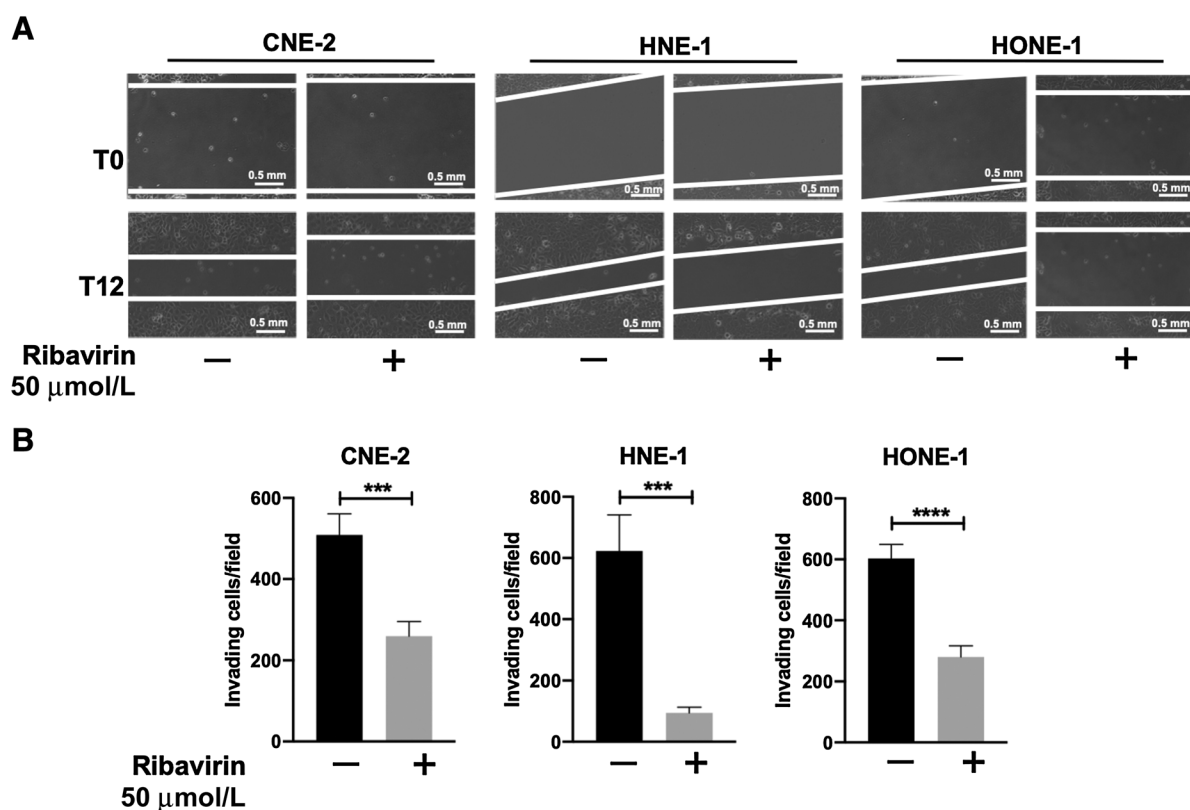 A
CNE-2 HNE-1 HONE-1
T0
0.5 mm 0.5 mm 0.5 mm 0.5 mm 0.5 mm 0.5 mm
T12
0.5 mm 0.5 mm 0.5 mm 0.5 mm 0.5 mm 0.5 mm
Ribavirin — + — + — +
50 μmol/L
B
CNE-2
Invading cells/field
600
400
200
0
***
HNE-1
Invading cells/field
800
600
400
200
0
***
HONE-1
Invading cells/field
800
600
400
200
0
****
Ribavirin — + — + — +
50 μmol/L